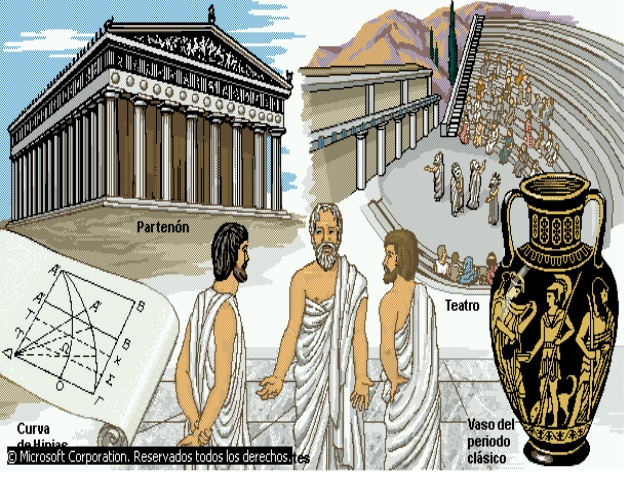 Partenón
Teatro
A
B
A'
A'
T
B
Δ
X
Σ
O
Γ
Curva
de Hipias
Vaso del
periodo
clásico
© Microsoft Corporation. Reservados todos los derechos.